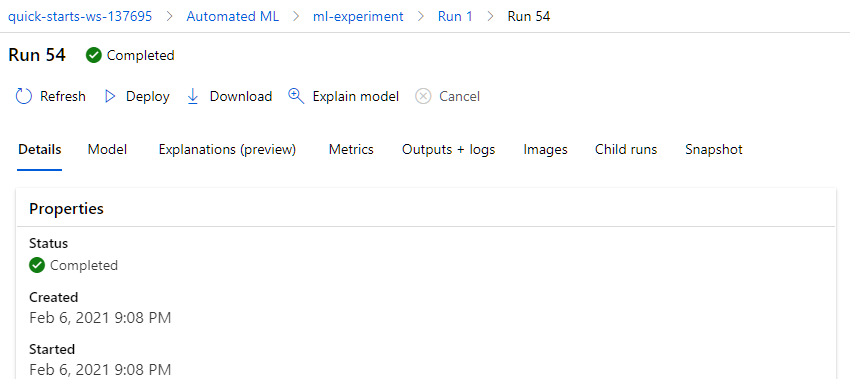 quick-starts-ws-137695 > Automated ML > ml-experiment > Run 1 > Run 54
Run 54 Completed
Refresh Deploy Download Explain model Cancel
Details Model Explanations (preview) Metrics Outputs + logs Images Child runs Snapshot
Properties
Status
Completed
Created
Feb 6, 2021 9:08 PM
Started
Feb 6, 2021 9:08 PM